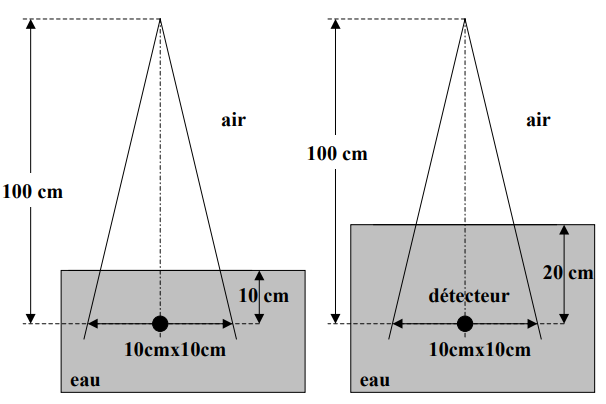 air
100 cm
10 cm
10cmx10cm
eau
air
100 cm
20 cm
détecteur
10cmx10cm
eau